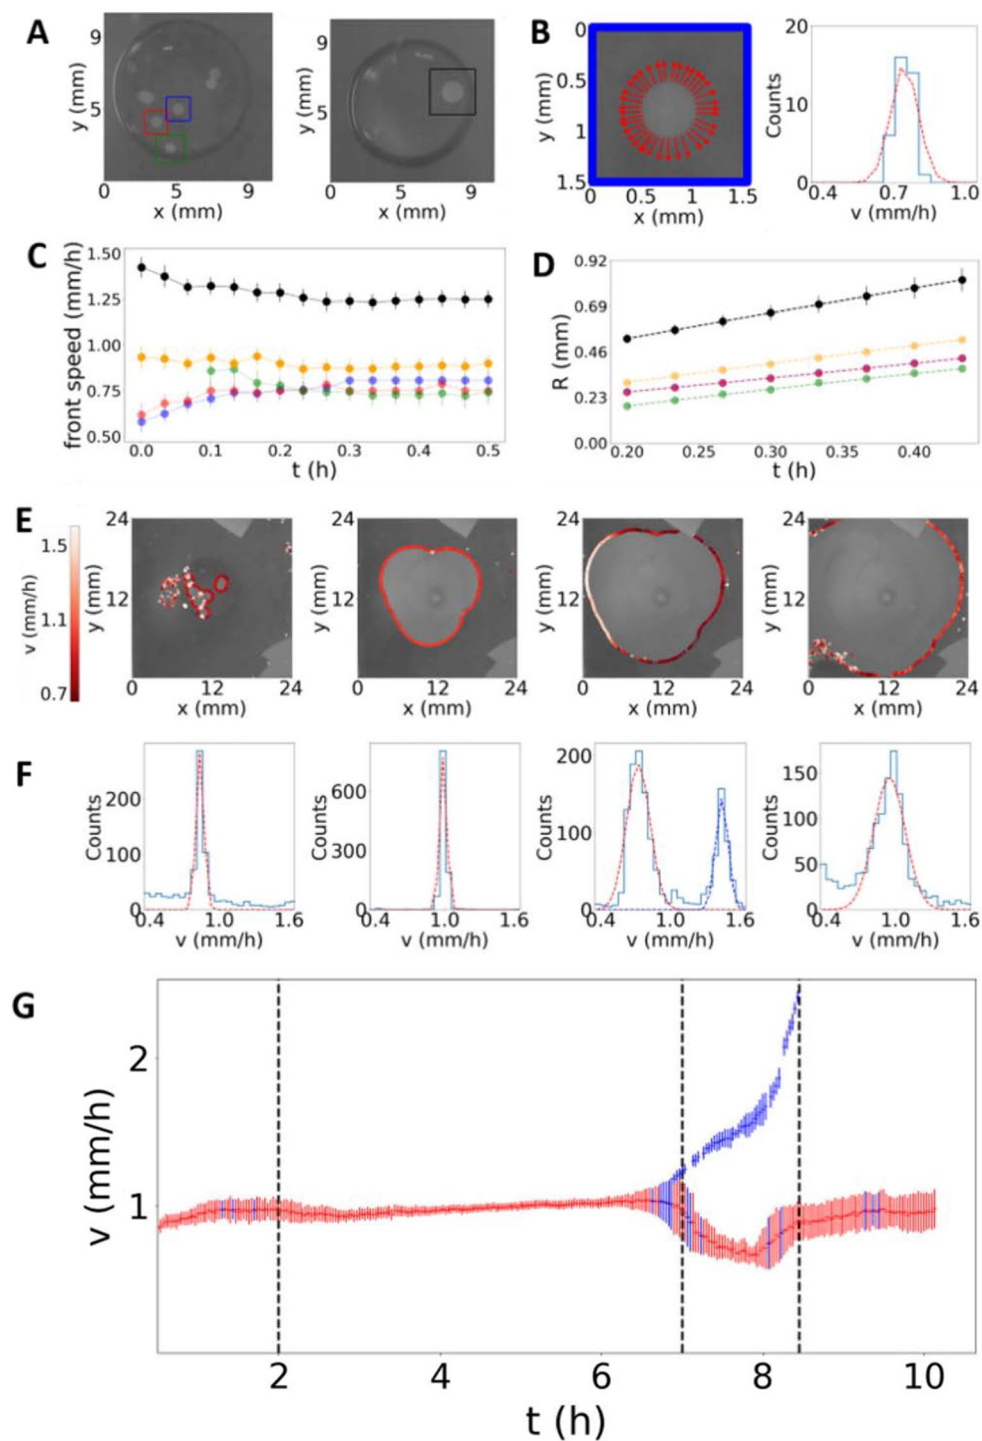 A
9
5
y (mm)
0 5 9
x (mm)
9
5
y (mm)
0 5 10
x (mm)
B
0
0.5
1
1.5
y (mm)
0 0.5 1 1.5
x (mm)
20
10
0
Counts
0.4 0.7 1.0
v (mm/h)
C
1.50
1.25
1.00
0.75
0.50
front speed (mm/h)
0.0 0.1 0.2 0.3 0.4 0.5
t (h)
D
0.92
0.69
0.46
0.23
0.00
R (mm)
0.20 0.25 0.30 0.35 0.40
t (h)
E
1.5
1.1
0.7
v (mm/h)
24
12
y (mm)
0 12 24
x (mm)
24
12
y (mm)
0 12 24
x (mm)
24
12
y (mm)
0 12 24
x (mm)
24
12
y (mm)
0 12 24
x (mm)
F
200
100
0
Counts
0.4 1.0 1.6
v (mm/h)
600
300
0
Counts
0.4 1.0 1.6
v (mm/h)
200
100
0
Counts
0.4 1.0 1.6
v (mm/h)
150
100
50
0
Counts
0.4 1.0 1.6
v (mm/h)
G
2
1
v (mm/h)
2 4 6 8 10
t (h)